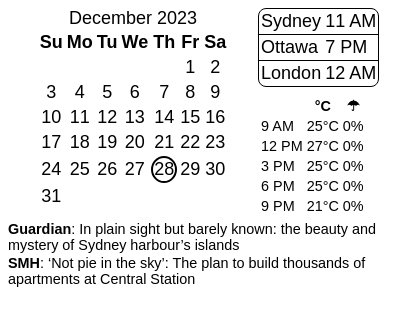 December 2023
Su Mo Tu We Th Fr Sa
1 2
3 4 5 6 7 8 9
10 11 12 13 14 15 16
17 18 19 20 21 22 23
24 25 26 27 28 29 30
31
Sydney 11 AM
Ottawa 7 PM
London 12 AM
°C ☂
9 AM 25°C 0%
12 PM 27°C 0%
3 PM 25°C 0%
6 PM 25°C 0%
9 PM 21°C 0%
Guardian: In plain sight but barely known: the beauty and
mystery of Sydney harbour’s islands
SMH: ‘Not pie in the sky’: The plan to build thousands of
apartments at Central Station